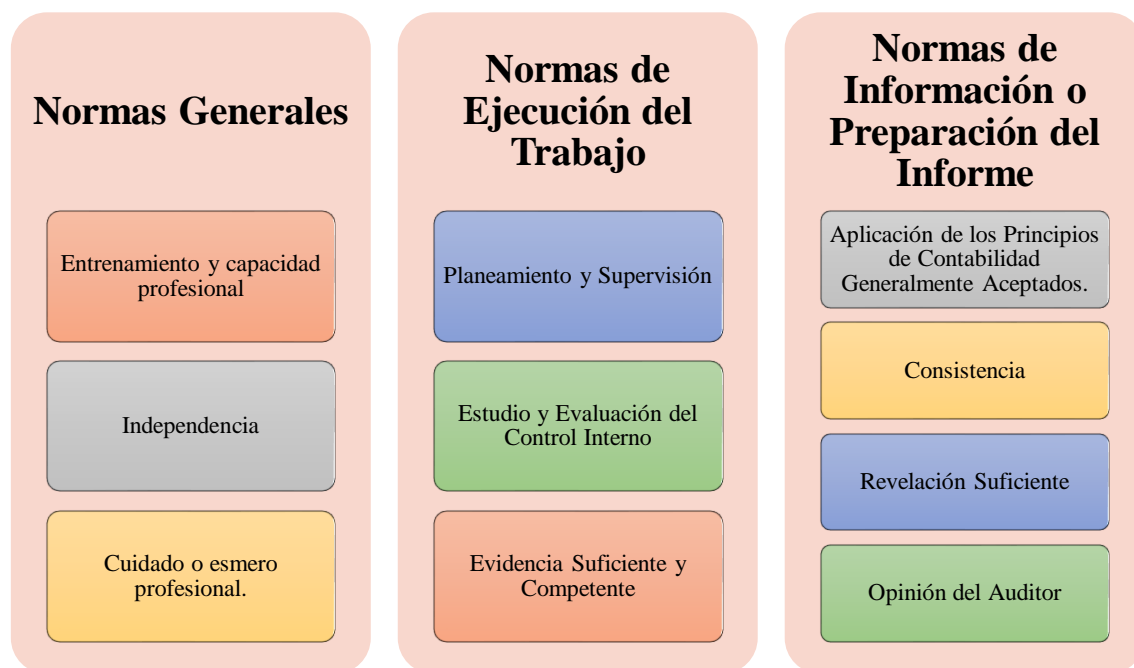 Normas Generales
Entrenamiento y capacidad
profesional
Independencia
Cuidado o esmero
profesional.
Normas de
Ejecución del
Trabajo
Planeamiento y Supervisión
Estudio y Evaluación del
Control Interno
Evidencia Suficiente y
Competente
Normas de
Información o
Preparación del
Informe
Aplicación de los Principios
de Contabilidad
Generalmente Aceptados.
Consistencia
Revelación Suficiente
Opinión del Auditor